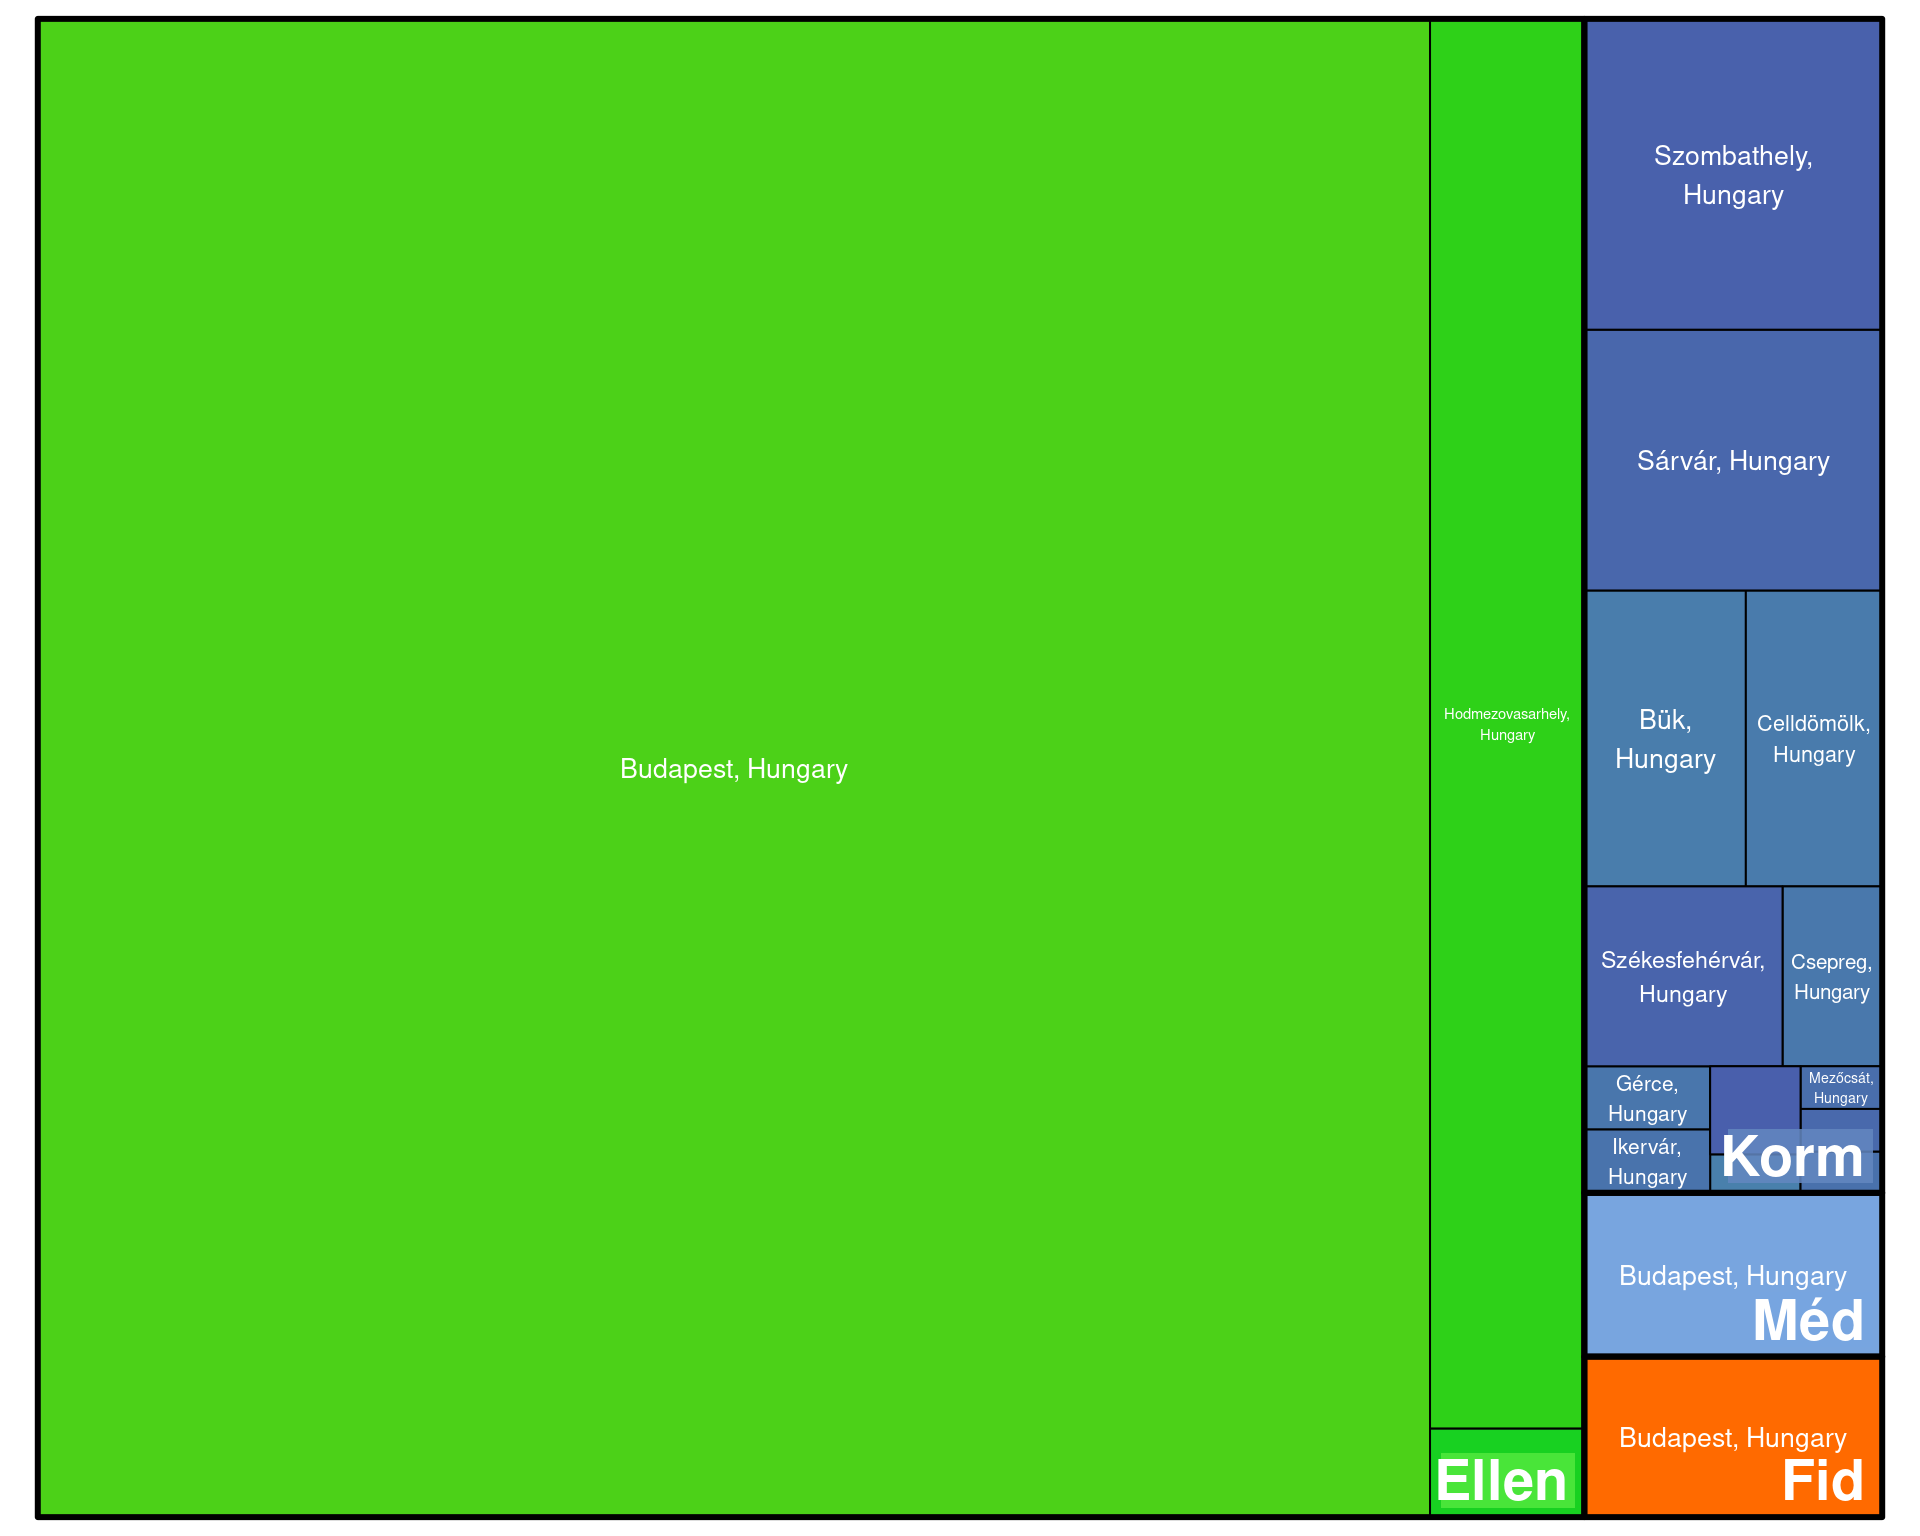 Budapest, Hungary
Hodmezovasarhely,
Hungary
Ellen
Szombathely,
Hungary
Sárvár, Hungary
Bük,
Hungary
Celldömölk,
Hungary
Székesfehérvár,
Hungary
Csepreg,
Hungary
Gérce,
Hungary
Ikervár,
Hungary
Mezőcsát,
Hungary
Korm
Budapest, Hungary
Méd
Budapest, Hungary
Fid